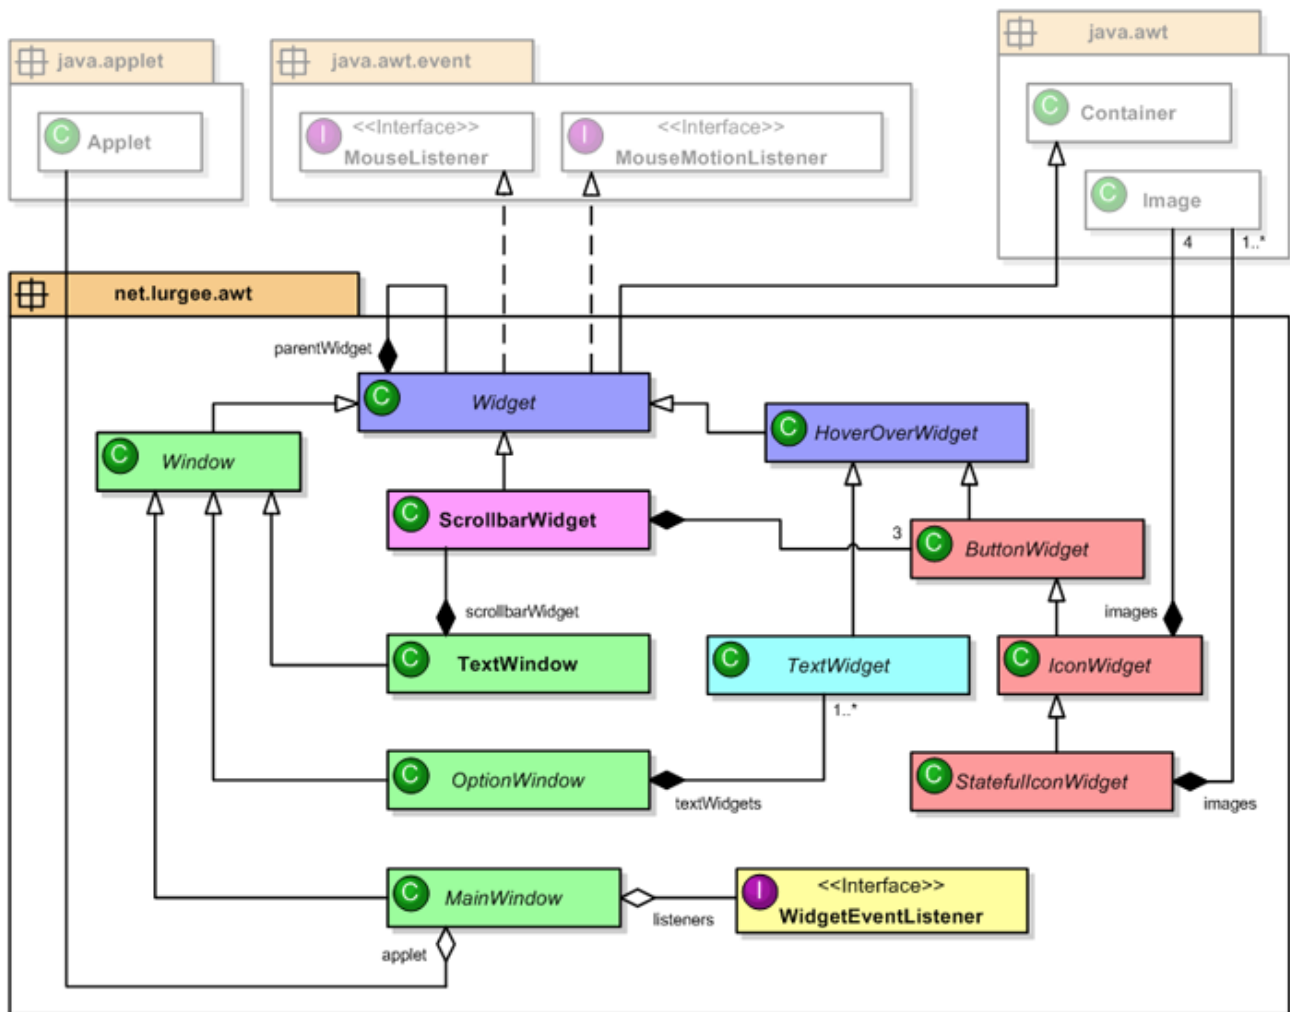 java.applet
java.awt.event
java.awt
C Applet
I <<Interface>>
MouseListener
I <<Interface>>
MouseMotionListener
C Container
C Image
4
1..*
net.lurgee.awt
parentWidget
C Widget
C HoverOverWidget
C Window
C ScrollbarWidget
3
C ButtonWidget
scrollbarWidget
images
C TextWindow
C TextWidget
C IconWidget
1..*
C OptionWindow
textWidgets
C StatefulIconWidget
images
C MainWindow
listeners
I <<Interface>>
WidgetEventListener
applet